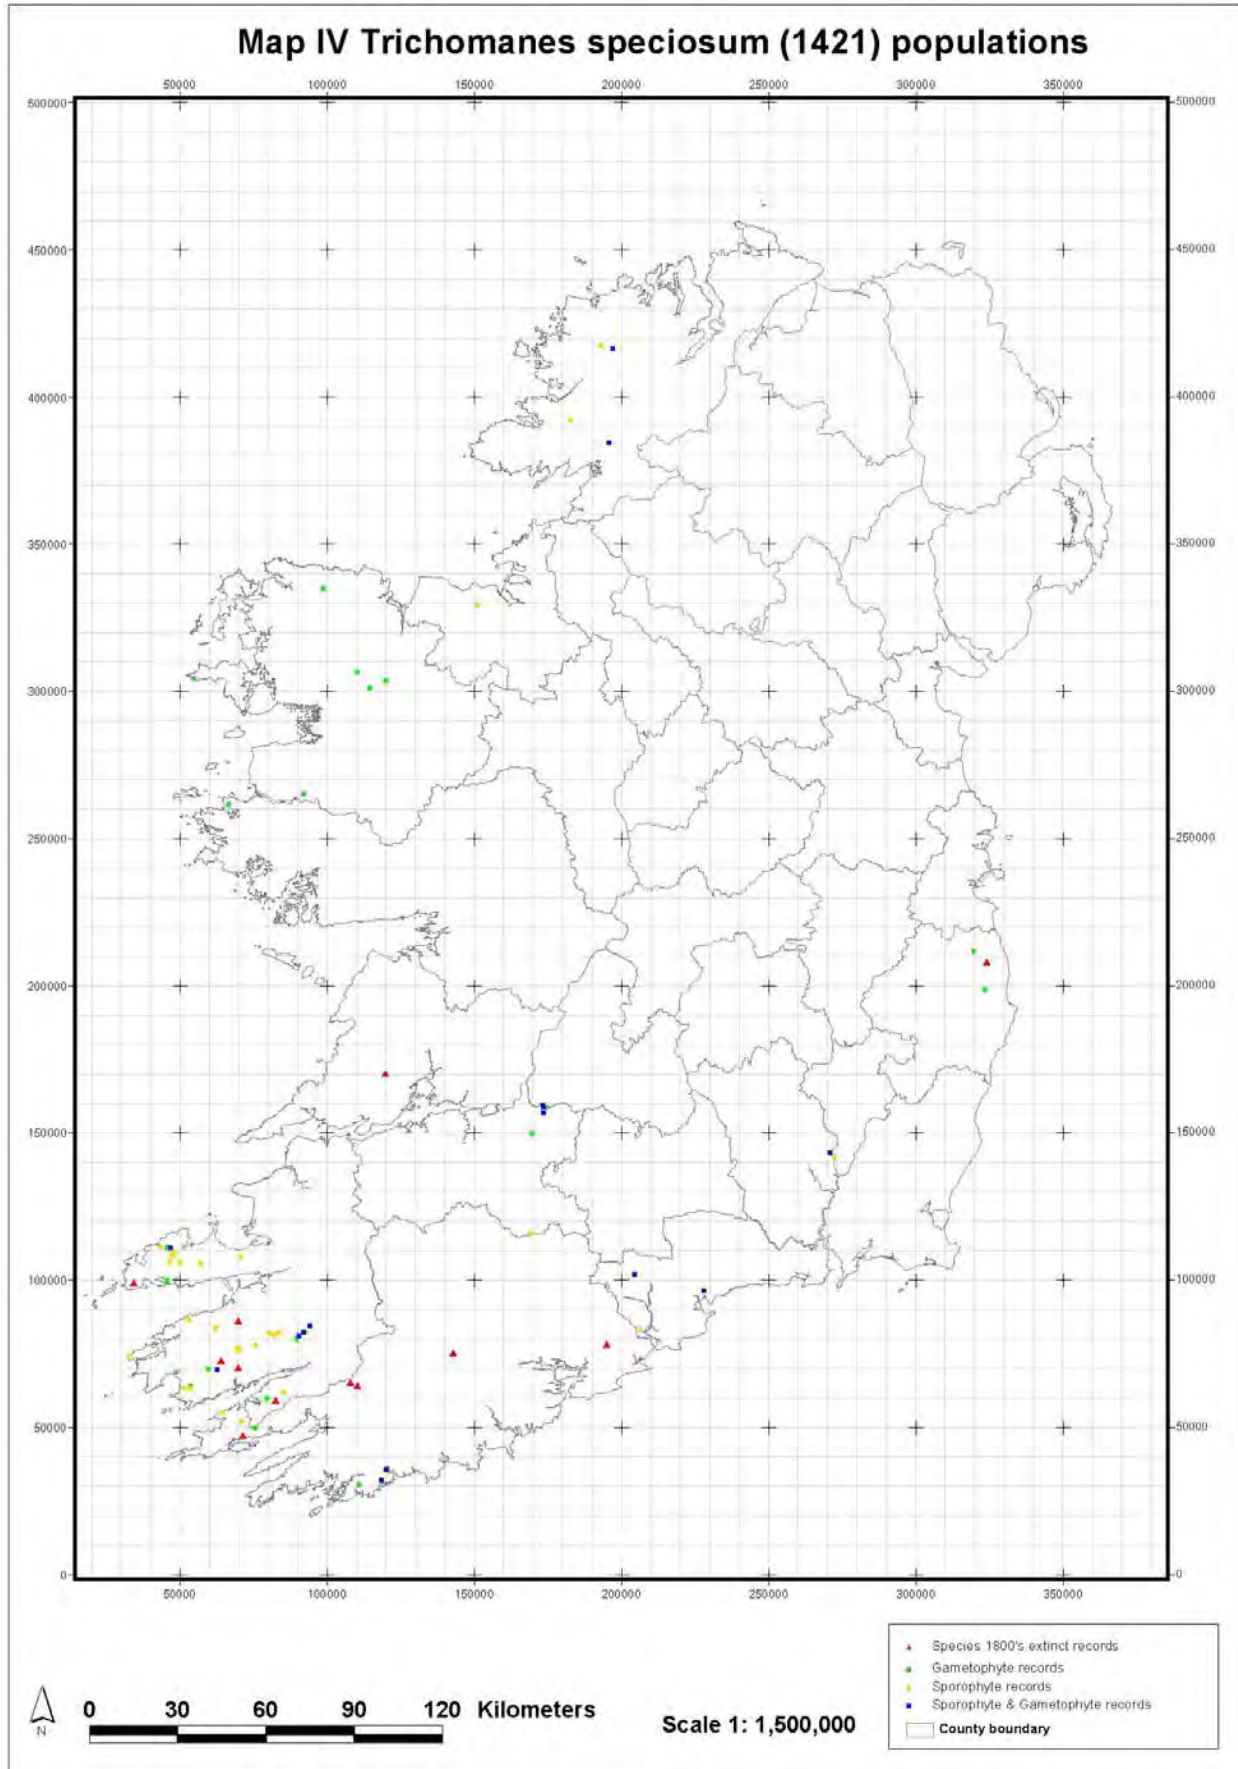 Map IV Trichomanes speciosum (1421) populations
50000 100000 150000 200000 250000 300000 350000
500000 500000
450000 450000
400000 400000
350000 350000
300000 300000
250000 250000
200000 200000
150000 150000
100000 100000
50000 50000
0 0
50000 100000 150000 200000 250000 300000 350000
Species 1800's extinct records
Gametophyte records
Sporophyte records
Sporophyte & Gametophyte records
County boundary
N
0 30 60 90 120 Kilometers
Scale 1: 1,500,000